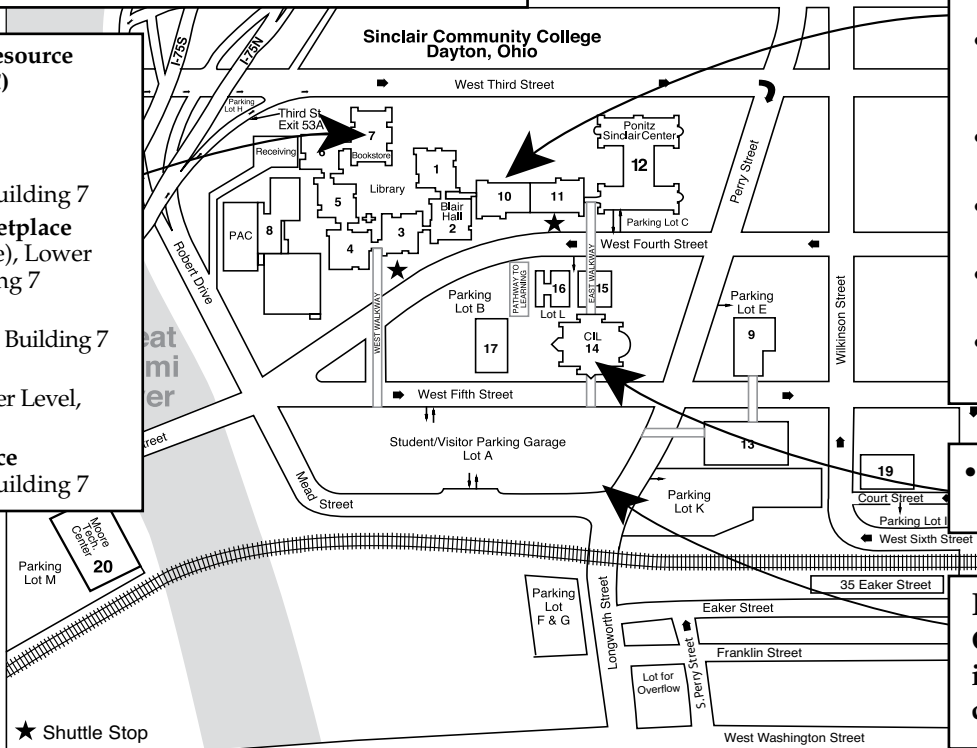 Sinclair Community College
Dayton, Ohio
I-75S
I-75N
West Third Street
Parking
Lot H
Third St.
Exit 53A
Receiving
7
Bookstore
Ponitz
Sinclair Center
12
1
Library
10
11
Blair
Hall
2
5
3
4
PAC
8
Parking Lot C
West Fourth Street
Perry Street
Robert Drive
Wilkinson Street
PATHWAY TO
LEARNING
EAST WALKWAY
WEST WALKWAY
16
15
Lot L
Parking
Lot B
17
CIL
14
Parking
Lot E
9
West Fifth Street
Student/Visitor Parking Garage
Lot A
13
Mead Street
Parking
Lot K
19
Court Street
Parking Lot I
West Sixth Street
Moore
Tech.
Center
20
Parking
Lot M
35 Eaker Street
Parking
Lot
F & G
Longworth Street
Eaker Street
Franklin Street
S. Perry Street
Lot for
Overflow
West Washington Street
★ Shuttle Stop
esource
)
uilding 7
etplace
e), Lower
ng 7
Building 7
er Level,
ce
uilding 7
eat
mi
er
reet